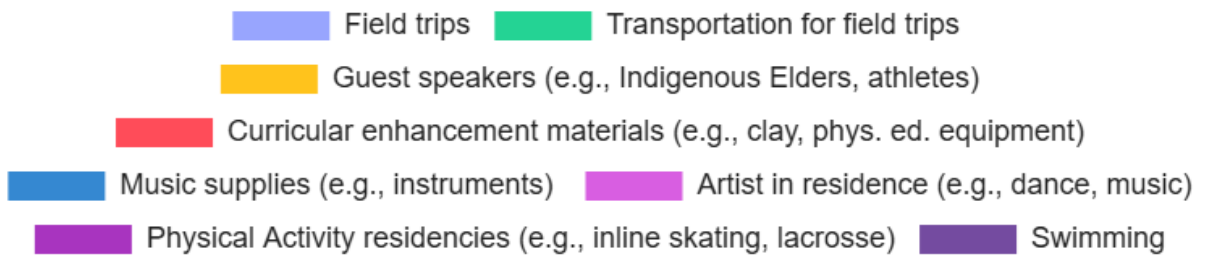 Field trips Transportation for field trips
Guest speakers (e.g., Indigenous Elders, athletes)
Curricular enhancement materials (e.g., clay, phys. ed. equipment)
Music supplies (e.g., instruments) Artist in residence (e.g., dance, music)
Physical Activity residencies (e.g., inline skating, lacrosse) Swimming